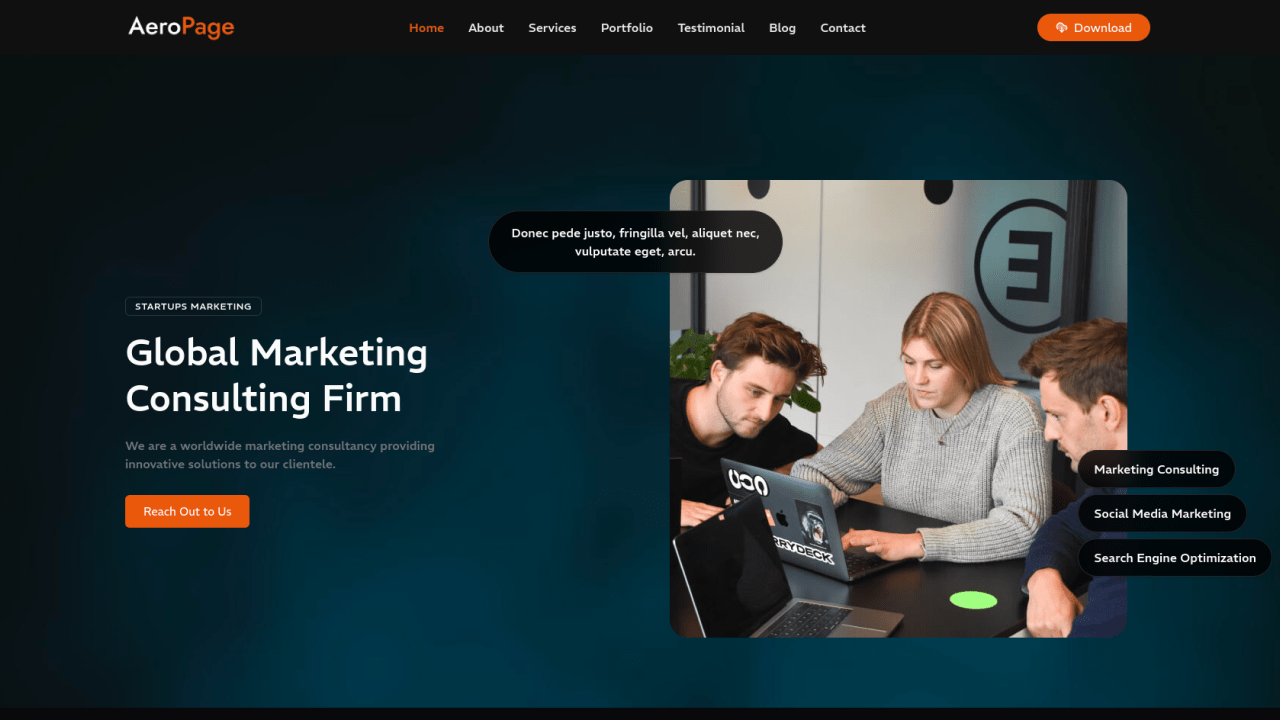 AeroPage
Home
About
Services
Portfolio
Testimonial
Blog
Contact
Download
Donec pede justo, fringilla vel, aliquet nec,
vulputate eget, arcu.
STARTUPS MARKETING
Global Marketing
Consulting Firm
We are a worldwide marketing consultancy providing
innovative solutions to our clientele.
Reach Out to Us
Marketing Consulting
Social Media Marketing
Search Engine Optimization